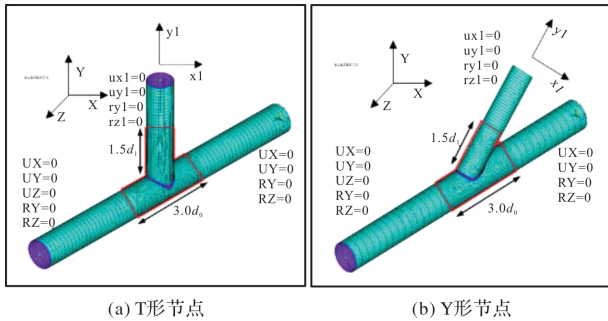 y1
x1
Y
X
Z
ux1=0
uy1=0
ry1=0
rz1=0
1.5d₁
UX=0
UY=0
UZ=0
RY=0
RZ=0
UX=0
UY=0
RY=0
RZ=0
3.0d₀
(a) T形节点
y1
x1
Y
X
Z
ux1=0
uy1=0
ry1=0
rz1=0
1.5d₁
UX=0
UY=0
UZ=0
RY=0
RZ=0
UX=0
UY=0
RY=0
RZ=0
3.0d₀
(b) Y形节点